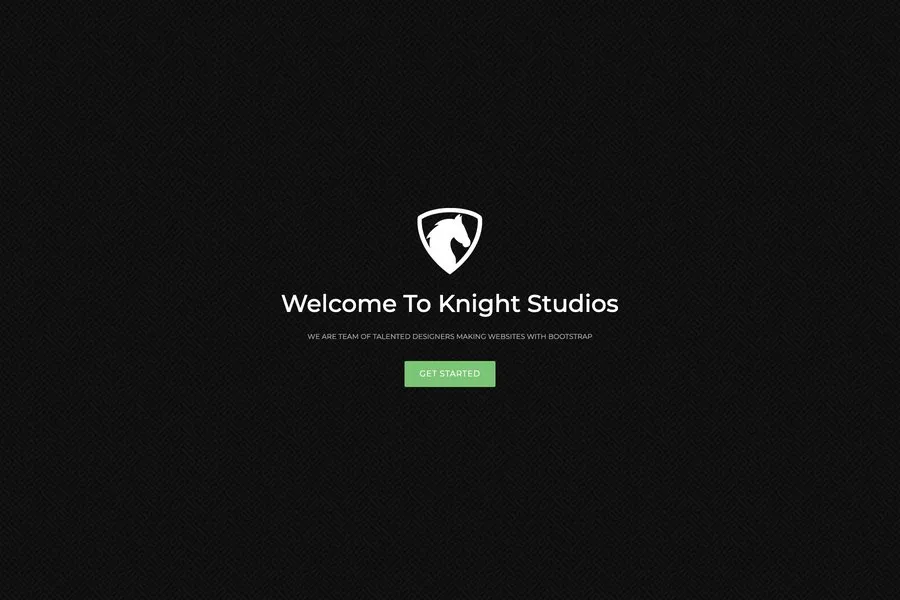 Welcome To Knight Studios
WE ARE TEAM OF TALENTED DESIGNERS MAKING WEBSITES WITH BOOTSTRAP
GET STARTED